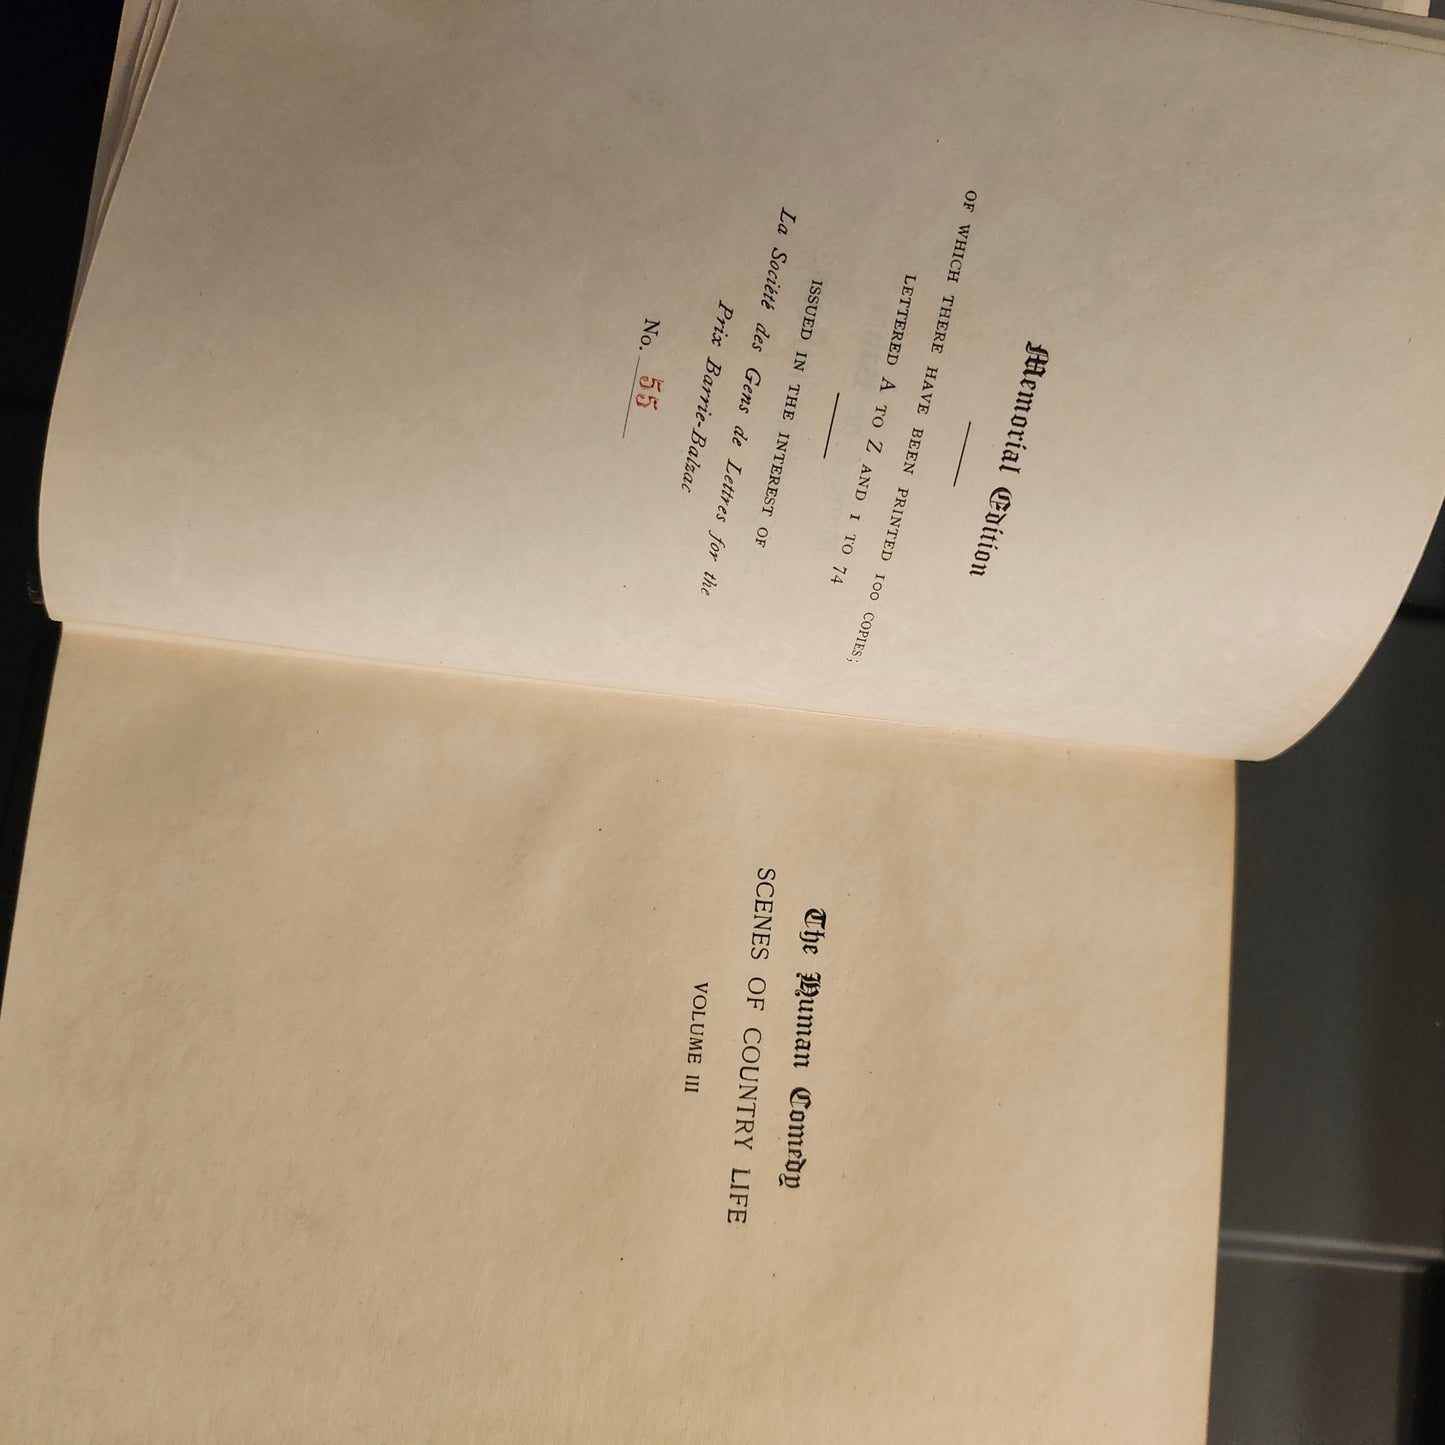 Memorial Edition
OF WHICH THERE HAVE BEEN PRINTED 100 COPIES;
LETTERED A TO Z AND 1 TO 74
ISSUED IN THE INTEREST OF
La Société des Gens de Lettres for the
Prix Barrie-Balzac
No. 55
The Human Comedy
SCENES OF COUNTRY LIFE
VOLUME III